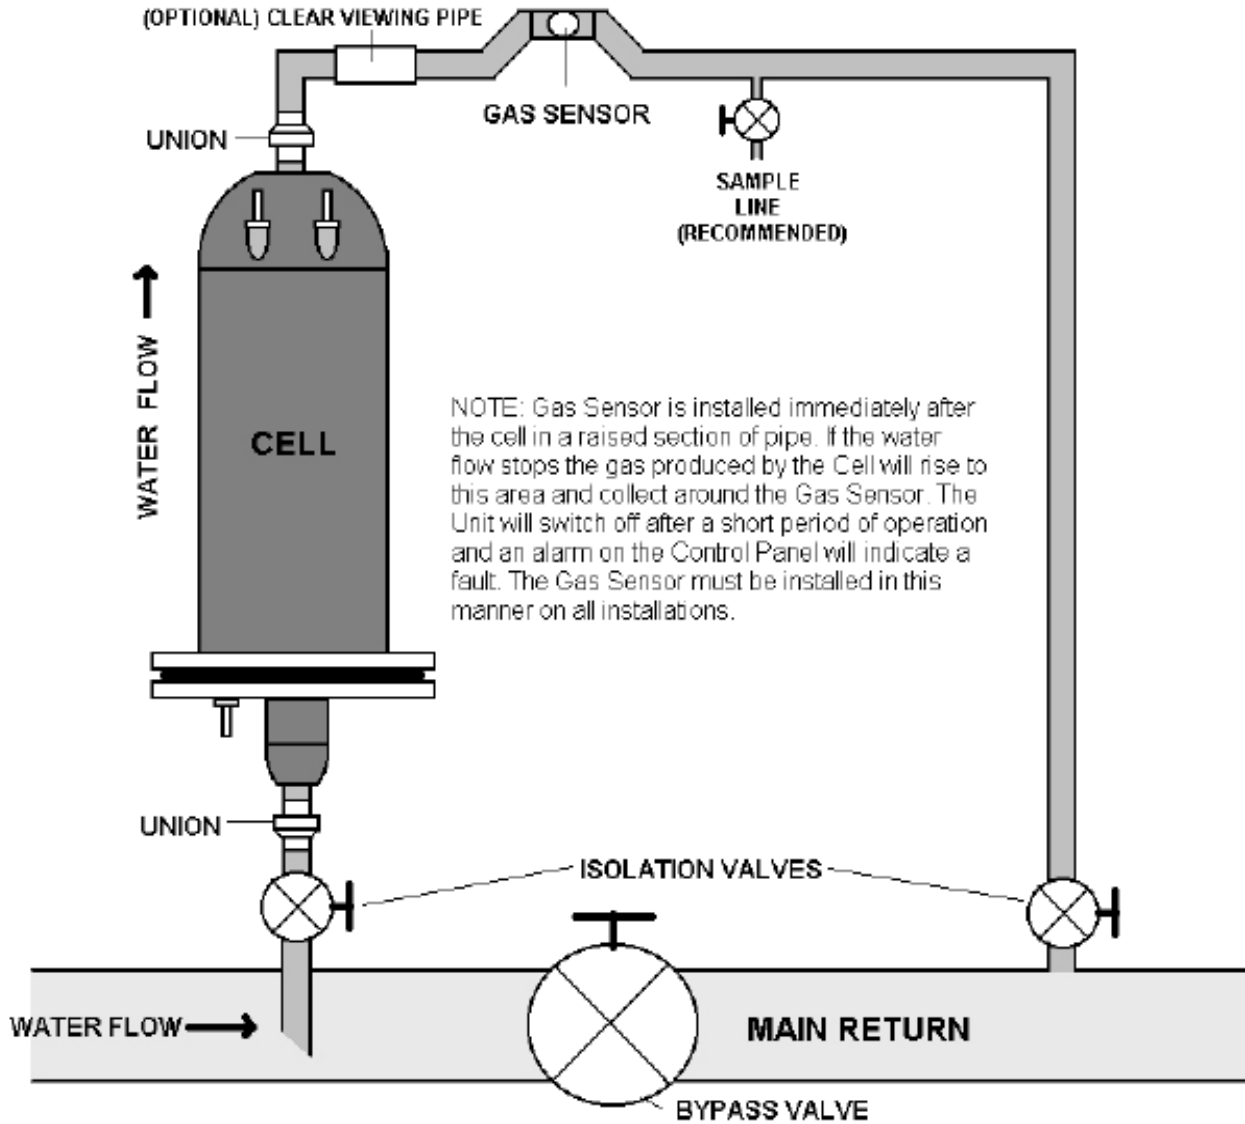 (OPTIONAL) CLEAR VIEWING PIPE
GAS SENSOR
UNION
SAMPLE
LINE
(RECOMMENDED)
WATER FLOW
CELL
NOTE: Gas Sensor is installed immediately after
the cell in a raised section of pipe. If the water
flow stops the gas produced by the Cell will rise to
this area and collect around the Gas Sensor. The
Unit will switch off after a short period of operation
and an alarm on the Control Panel will indicate a
fault. The Gas Sensor must be installed in this
manner on all installations.
UNION
ISOLATION VALVES
WATER FLOW
MAIN RETURN
BYPASS VALVE